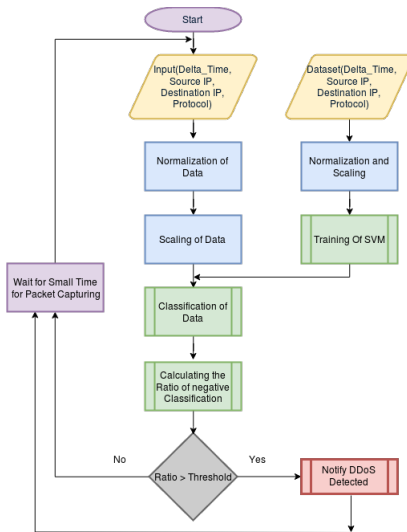 Start
Input(Delta_Time,
Source IP,
Destination IP,
Protocol)
Dataset(Delta_Time,
Source IP,
Destination IP,
Protocol)
Normalization of
Data
Normalization and
Scaling
Scaling of Data
Training Of SVM
Wait for Small Time
for Packet Capturing
Classification of
Data
Calculating the
Ratio of negative
Classification
No
Ratio > Threshold
Yes
Notify DDoS
Detected